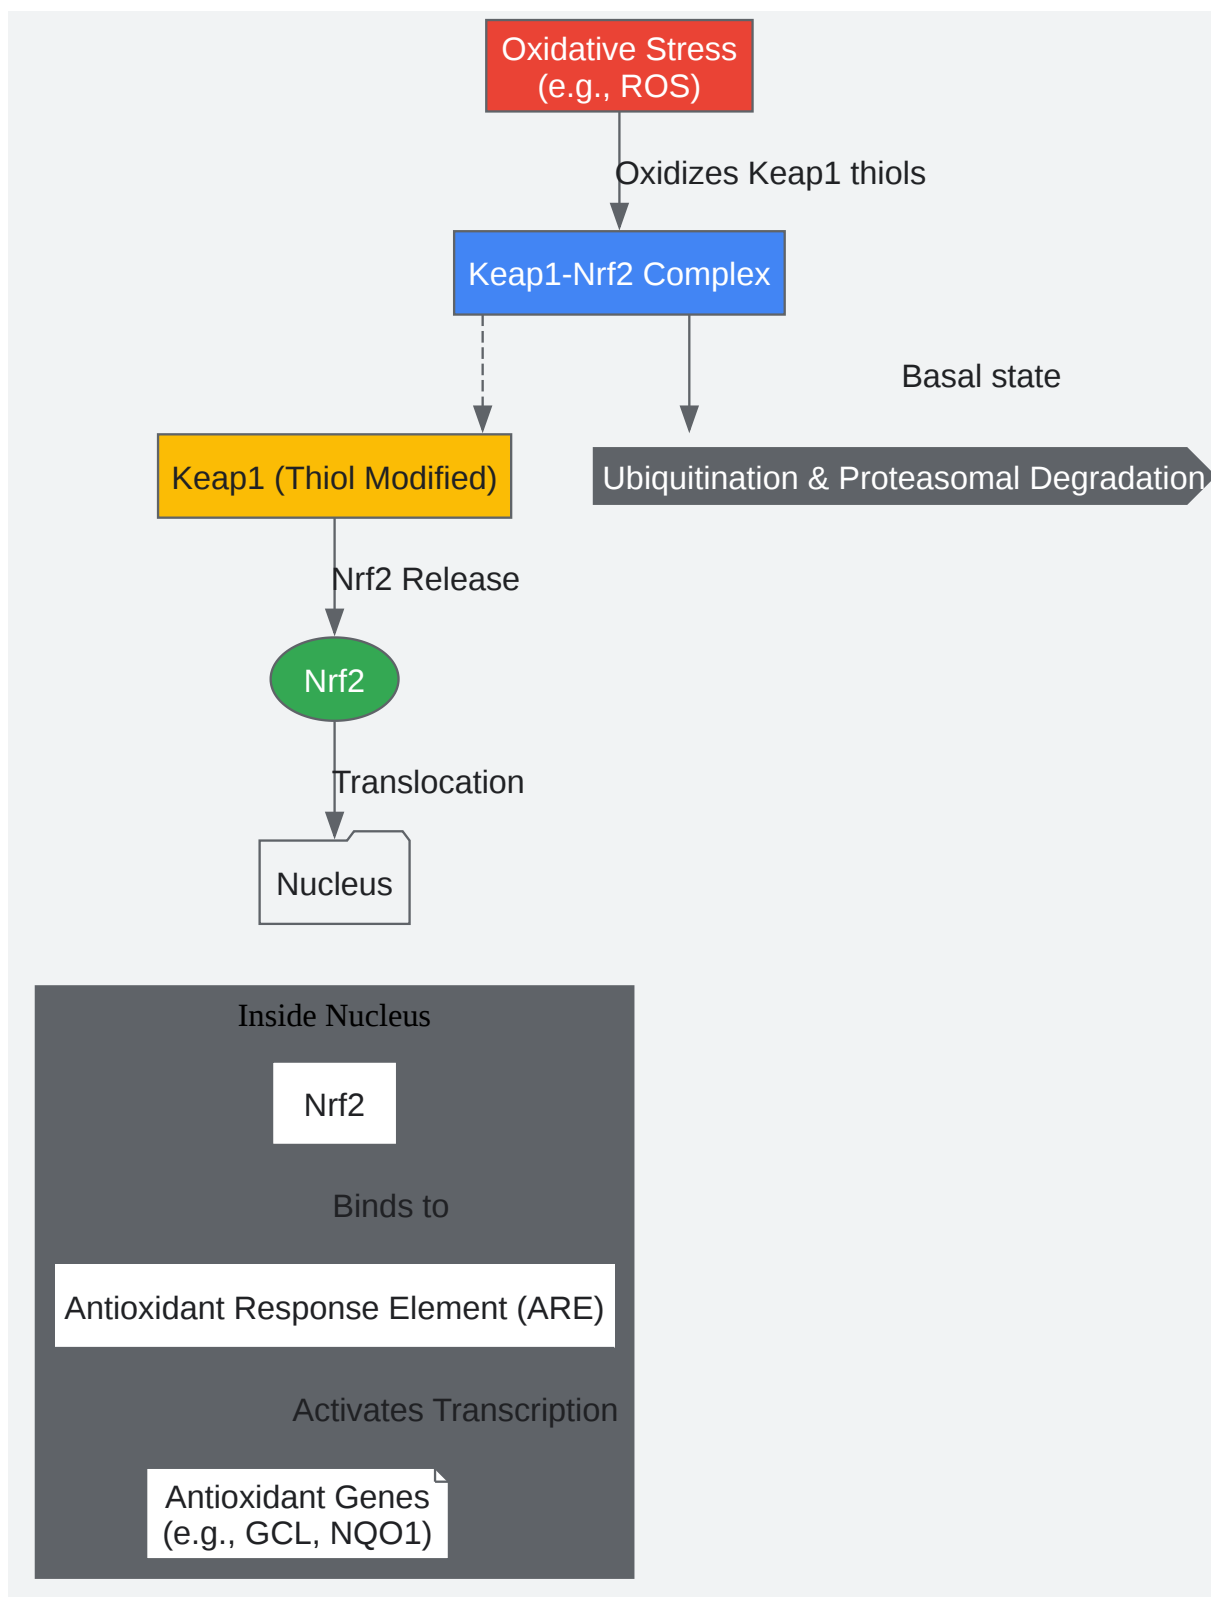 Oxidative Stress
(e.g., ROS)
Oxidizes Keap1 thiols
Keap1-Nrf2 Complex
Basal state
Keap1 (Thiol Modified)
Ubiquitination & Proteasomal Degradation
Nrf2 Release
Nrf2
Translocation
Nucleus
Inside Nucleus
Nrf2
Binds to
Antioxidant Response Element (ARE)
Activates Transcription
Antioxidant Genes
(e.g., GCL, NQO1)